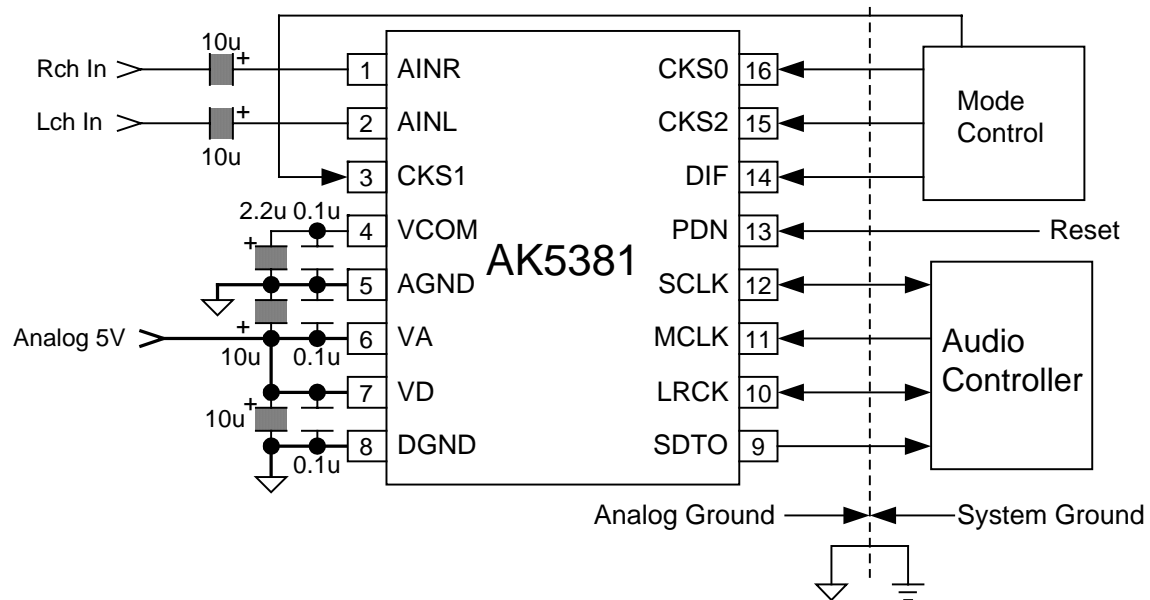 10u
+
Rch In
1
AINR
CKS0
16
Mode
Control
Lch In
+
10u
2
AINL
CKS2
15
3
CKS1
DIF
14
2.2u
0.1u
+
4
VCOM
PDN
13
Reset
AK5381
5
AGND
SCLK
12
Analog 5V
+
10u
0.1u
6
VA
MCLK
11
Audio
Controller
7
VD
LRCK
10
10u
+
0.1u
8
DGND
SDTO
9
Analog Ground
System Ground